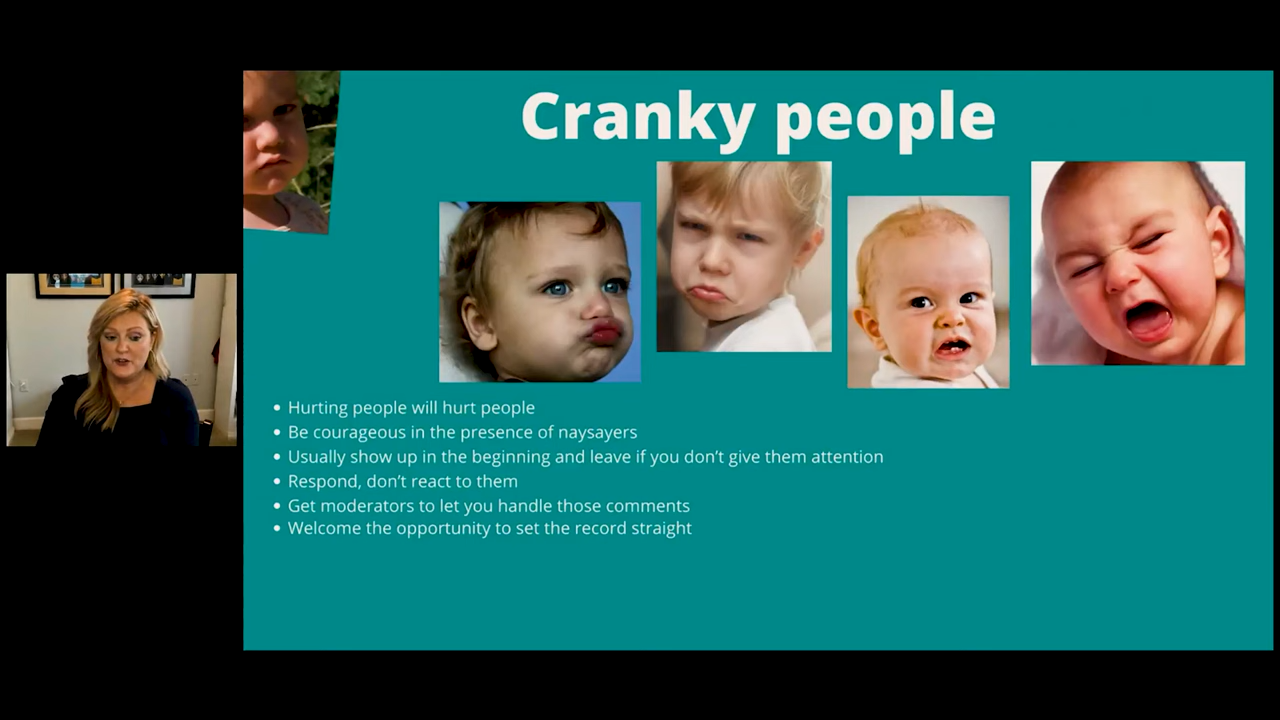 Cranky people
• Hurting people will hurt people
• Be courageous in the presence of naysayers
• Usually show up in the beginning and leave if you don’t give them attention
• Respond, don’t react to them
• Get moderators to let you handle those comments
• Welcome the opportunity to set the record straight